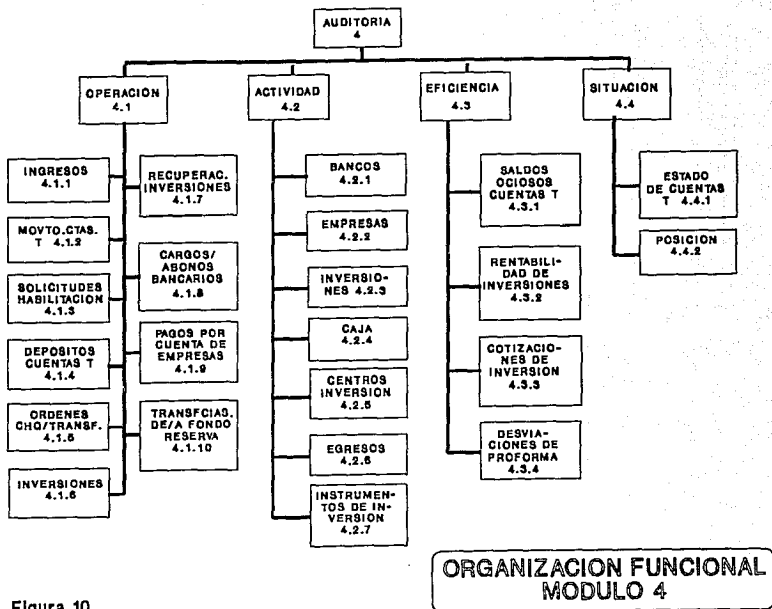 AUDITORIA
4
OPERACION
4.1
ACTIVIDAD
4.2
EFICIENCIA
4.3
SITUACION
4.4
INGRESOS
4.1.1
MOVTO.CTAS.
T 4.1.2
SOLICITUDES
HABILITACION
4.1.3
DEPOSITOS
CUENTAS T
4.1.4
ORDENES
CHQ/TRANSF.
4.1.5
INVERSIONES
4.1.6
RECUPERAC.
INVERSIONES
4.1.7
CARGOS/
ABONOS
BANCARIOS
4.1.8
PAGOS POR
CUENTA DE
EMPRESAS
4.1.9
TRANSFCIAS.
DE/A FONDO
RESERVA
4.1.10
BANCOS
4.2.1
EMPRESAS
4.2.2
INVERSIO-
NES 4.2.3
CAJA
4.2.4
CENTROS
INVERSION
4.2.5
EGRESOS
4.2.6
INSTRUMEN-
TOS DE IN-
VERSION
4.2.7
SALDOS
OCIOSOS
CUENTAS T
4.3.1
RENTABILI-
DAD DE
INVERSIONES
4.3.2
COTIZACIO-
NES DE
INVERSION
4.3.3
DESVIA-
CIONES DE
PROFORMA
4.3.4
ESTADO
DE CUENTAS
T 4.4.1
POSICION
4.4.2
ORGANIZACION FUNCIONAL
MODULO 4
Figura 10